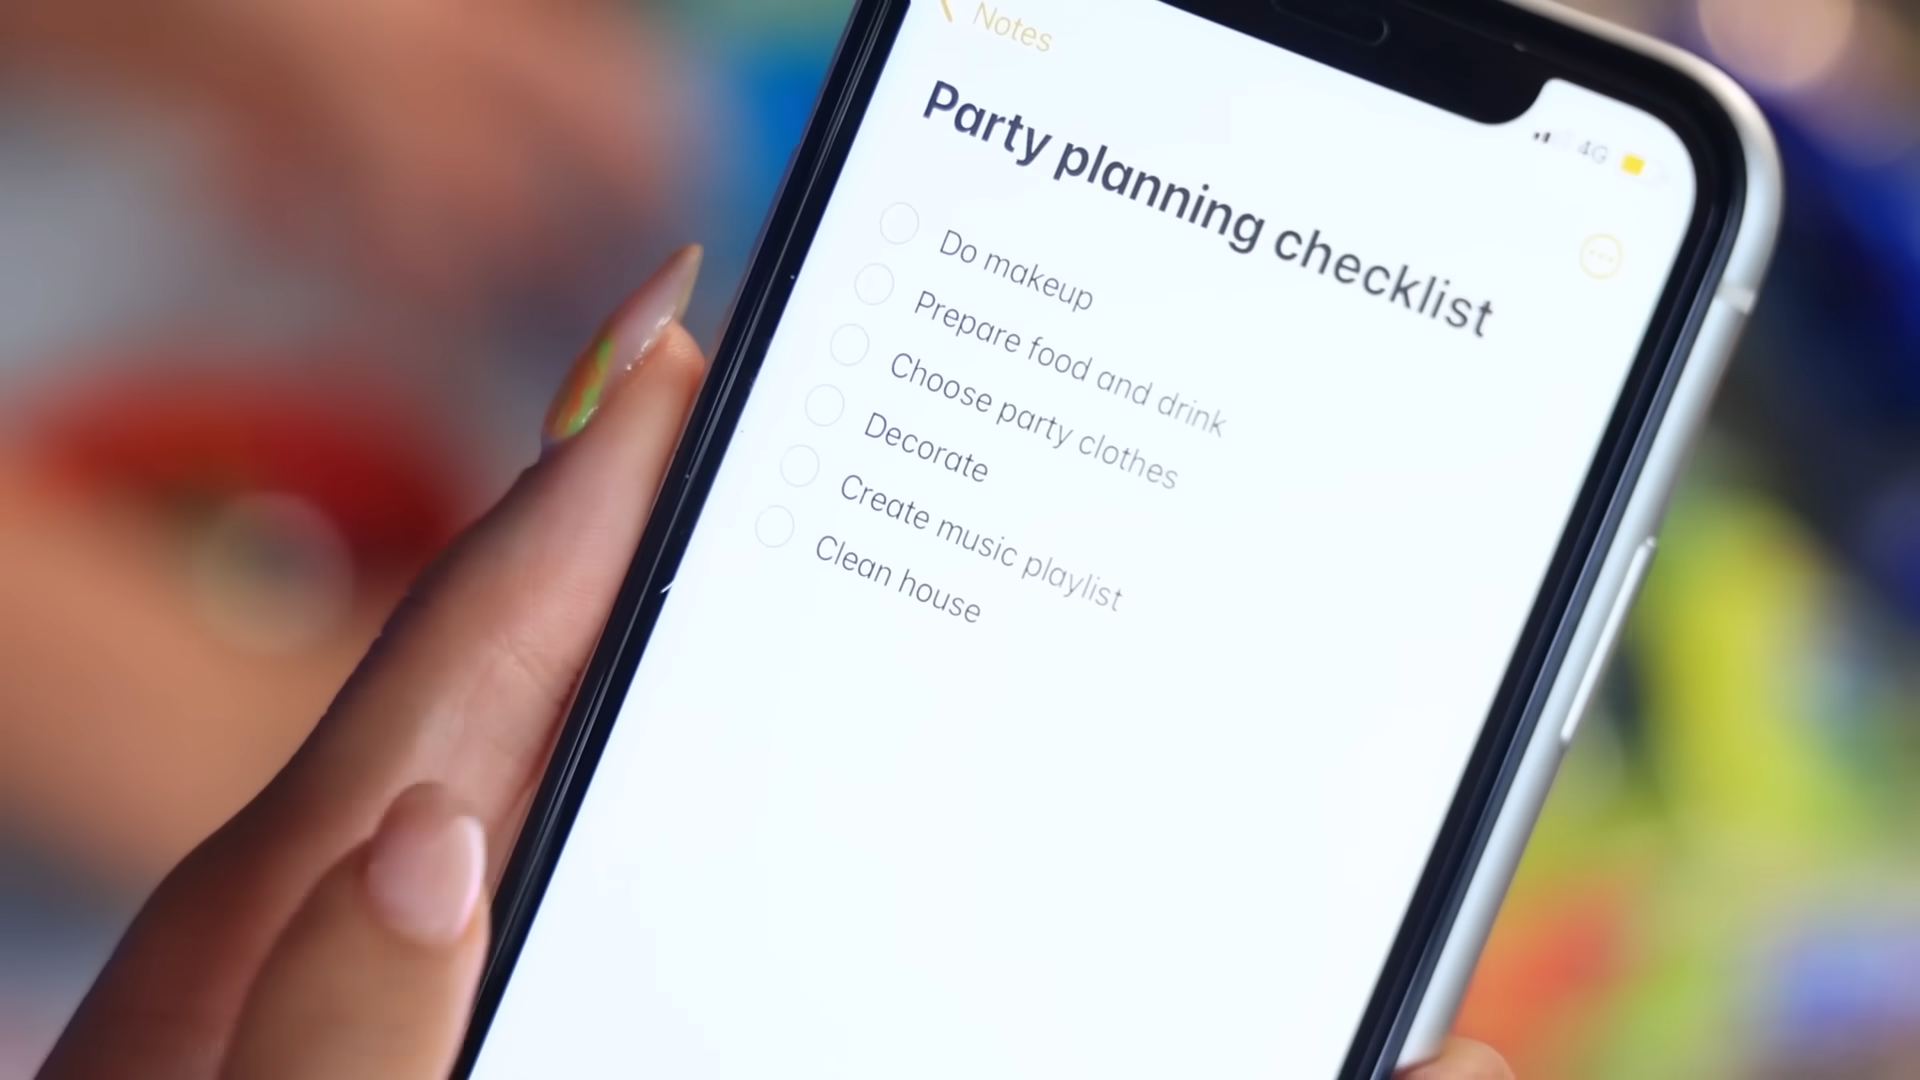 Notes
4G
Party planning checklist
Do makeup
Prepare food and drink
Choose party clothes
Decorate
Create music playlist
Clean house